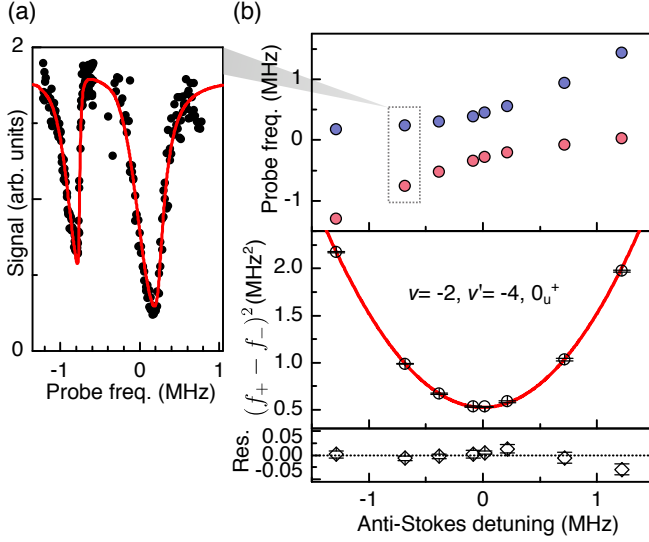 (a)
2
Signal (arb. units)
0
-1
0
1
Probe freq. (MHz)
(b)
Probe freq. (MHz)
1
0
-1
(f₊ − f₋)² (MHz²)
2.0
1.5
1.0
0.5
v= -2, v'= -4, 0ᵤ⁺
Res.
0.05
0.00
-0.05
-1
0
1
Anti-Stokes detuning (MHz)